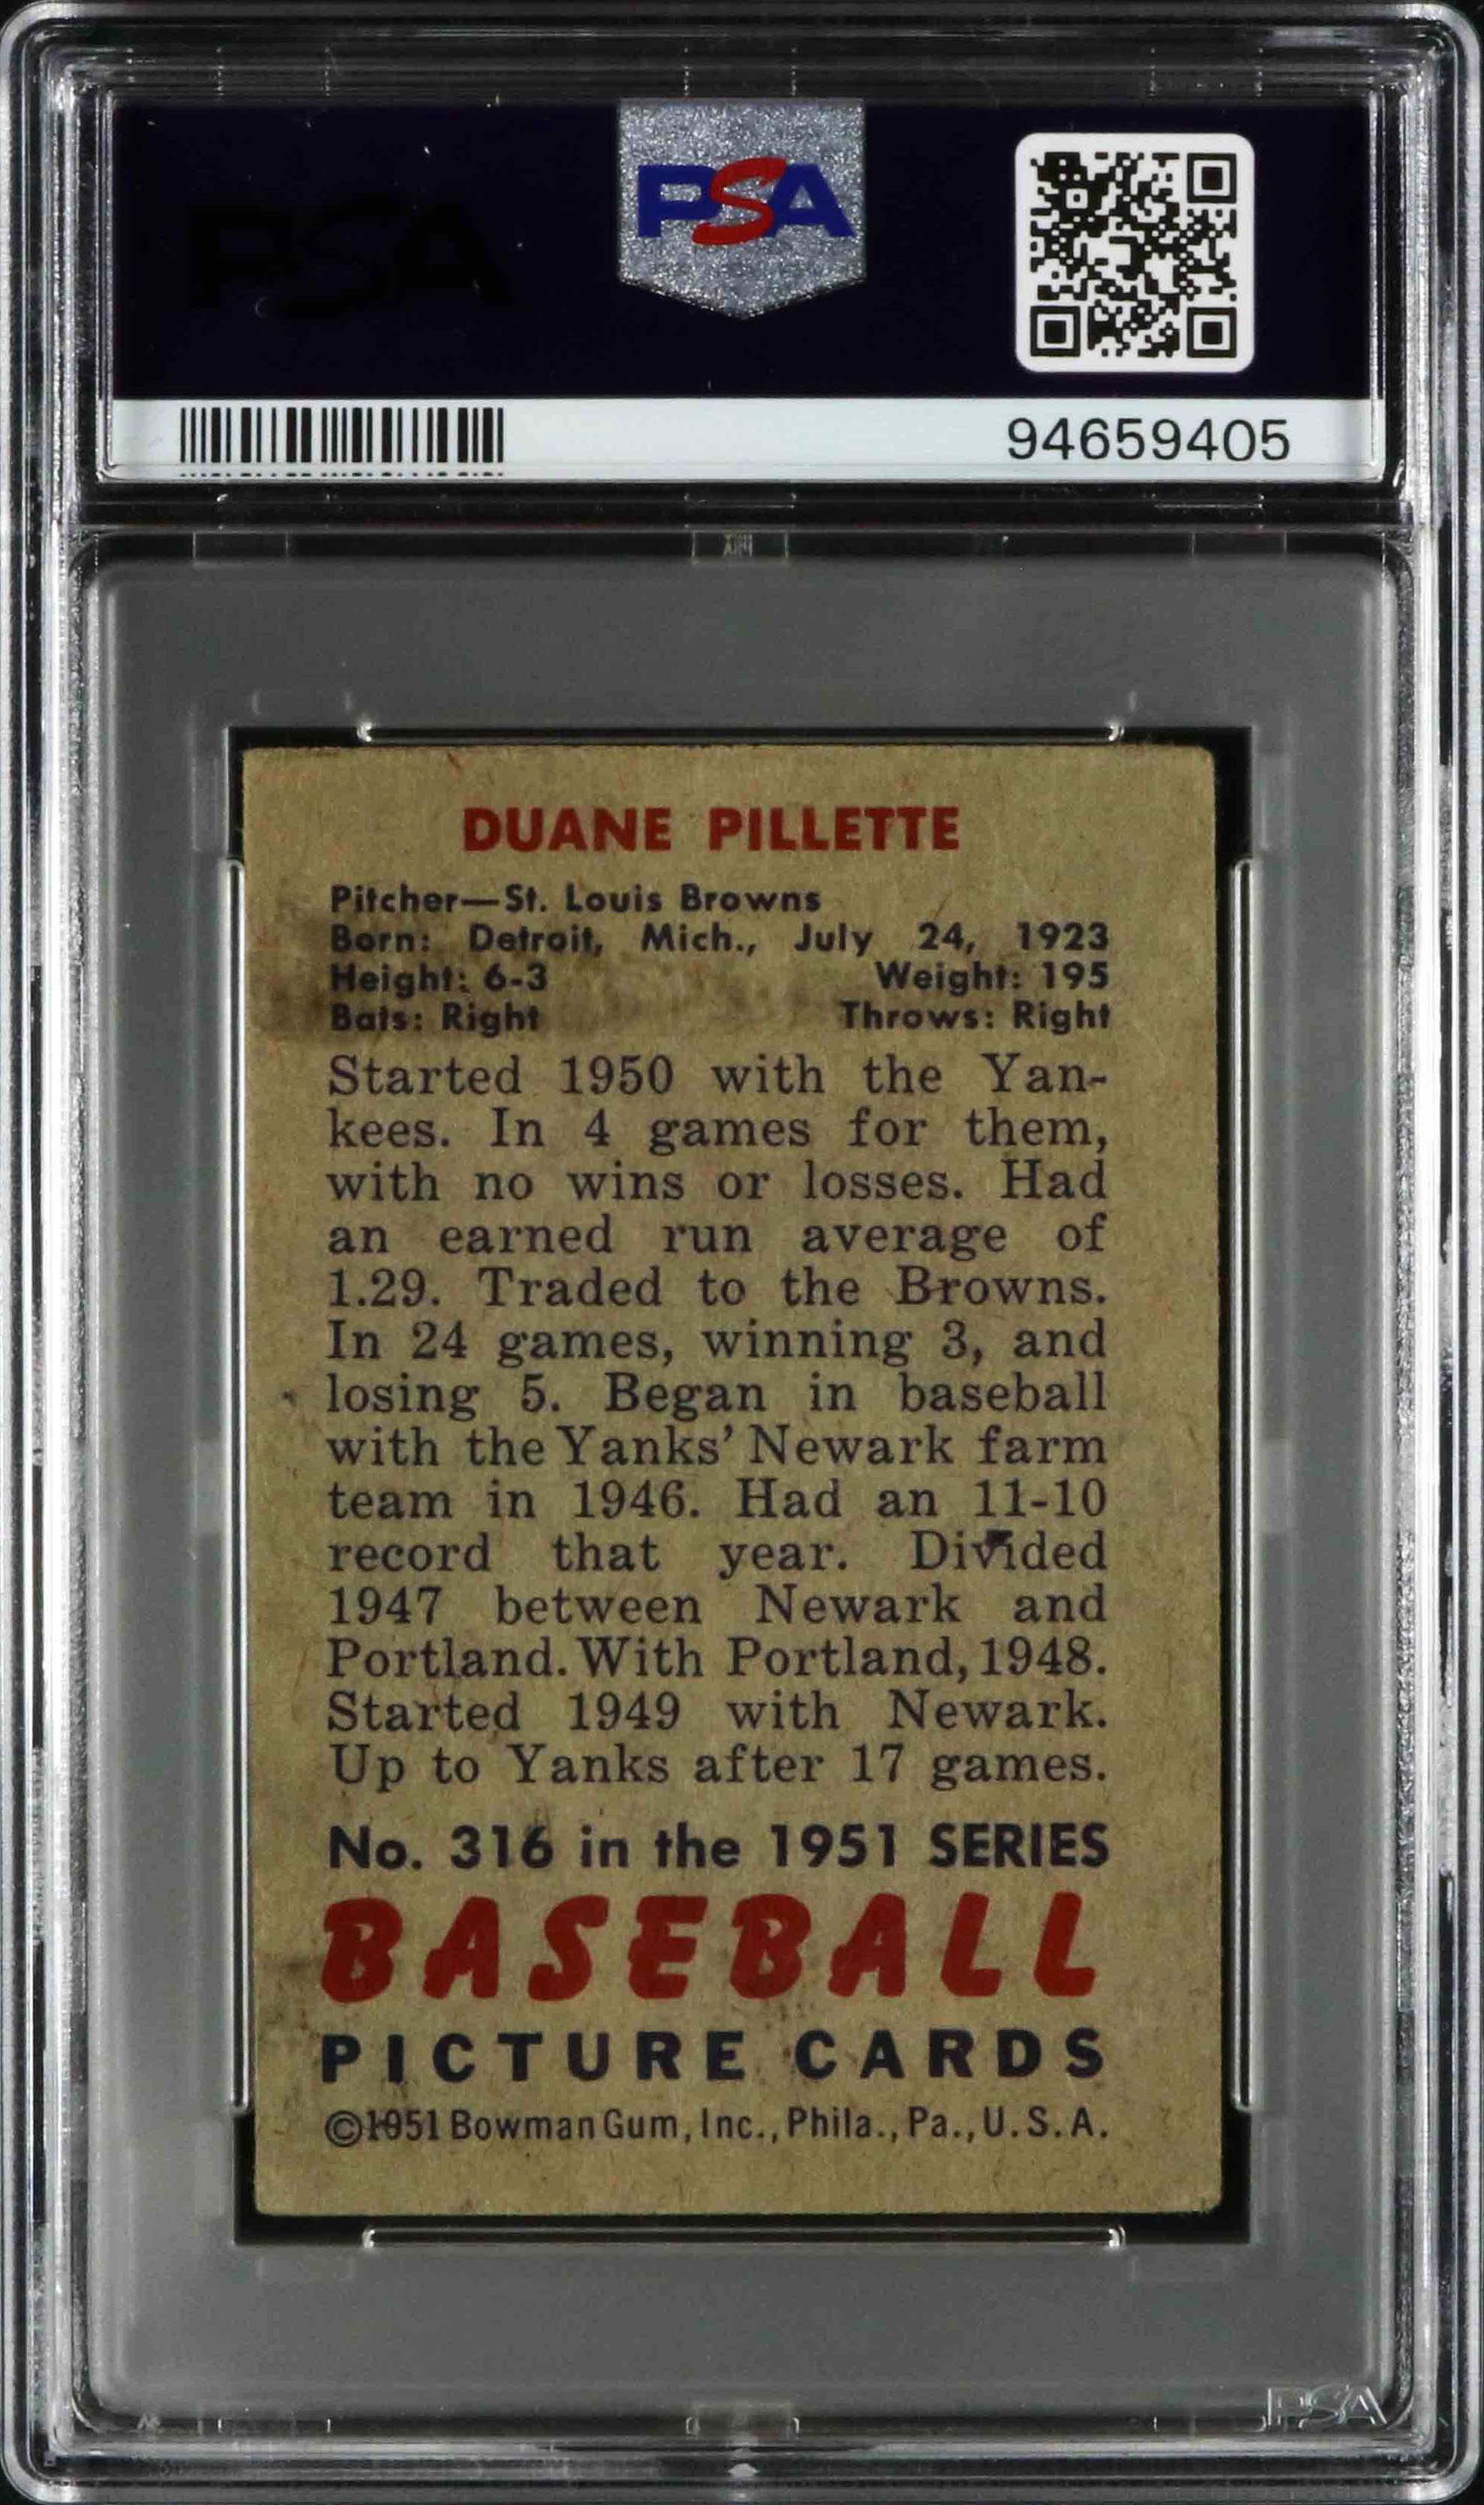 PSA
PSA
94659405
DUANE PILLETTE
Pitcher—St. Louis Browns
Born: Detroit, Mich., July 24, 1923
Height: 6-3 Weight: 195
Bats: Right Throws: Right
Started 1950 with the Yan-
kees. In 4 games for them,
with no wins or losses. Had
an earned run average of
1.29. Traded to the Browns.
In 24 games, winning 3, and
losing 5. Began in baseball
with the Yanks' Newark farm
team in 1946. Had an 11-10
record that year. Divided
1947 between Newark and
Portland. With Portland, 1948.
Started 1949 with Newark.
Up to Yanks after 17 games.
No. 316 in the 1951 SERIES
BASEBALL
PICTURE CARDS
©1951 Bowman Gum, Inc., Phila., Pa., U.S.A.
PSA